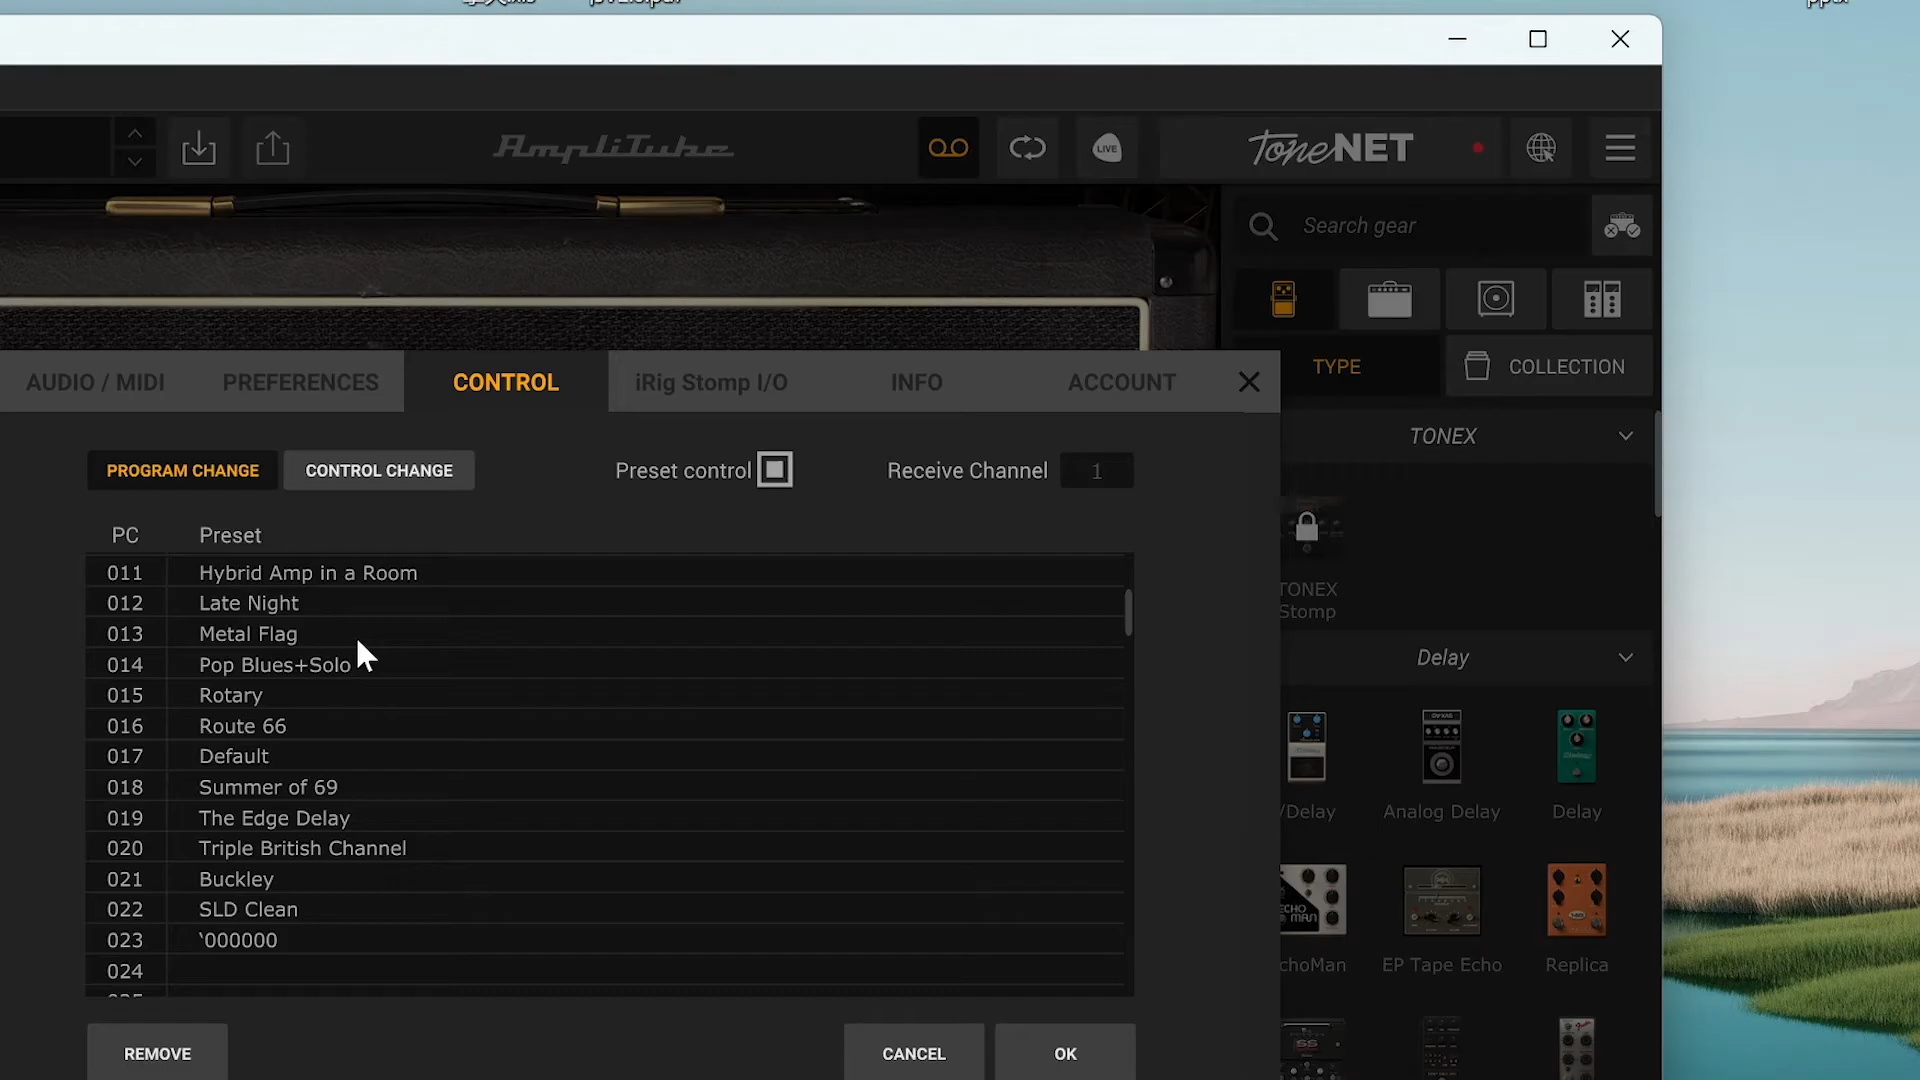 AmpliTube
LIVE
ToneNET
Search gear
TYPE
COLLECTION
AUDIO / MIDI
PREFERENCES
CONTROL
iRig Stomp I/O
INFO
ACCOUNT
TONEX
PROGRAM CHANGE
CONTROL CHANGE
Preset control
Receive Channel
1
PC
Preset
011
Hybrid Amp in a Room
012
Late Night
013
Metal Flag
014
Pop Blues+Solo
015
Rotary
016
Route 66
017
Default
018
Summer of 69
019
The Edge Delay
020
Triple British Channel
021
Buckley
022
SLD Clean
023
`000000
024
TONEX
Stomp
Delay
/Delay
Analog Delay
Delay
ECHO
MAN
choMan
EP Tape Echo
Replica
SS
REMOVE
CANCEL
OK